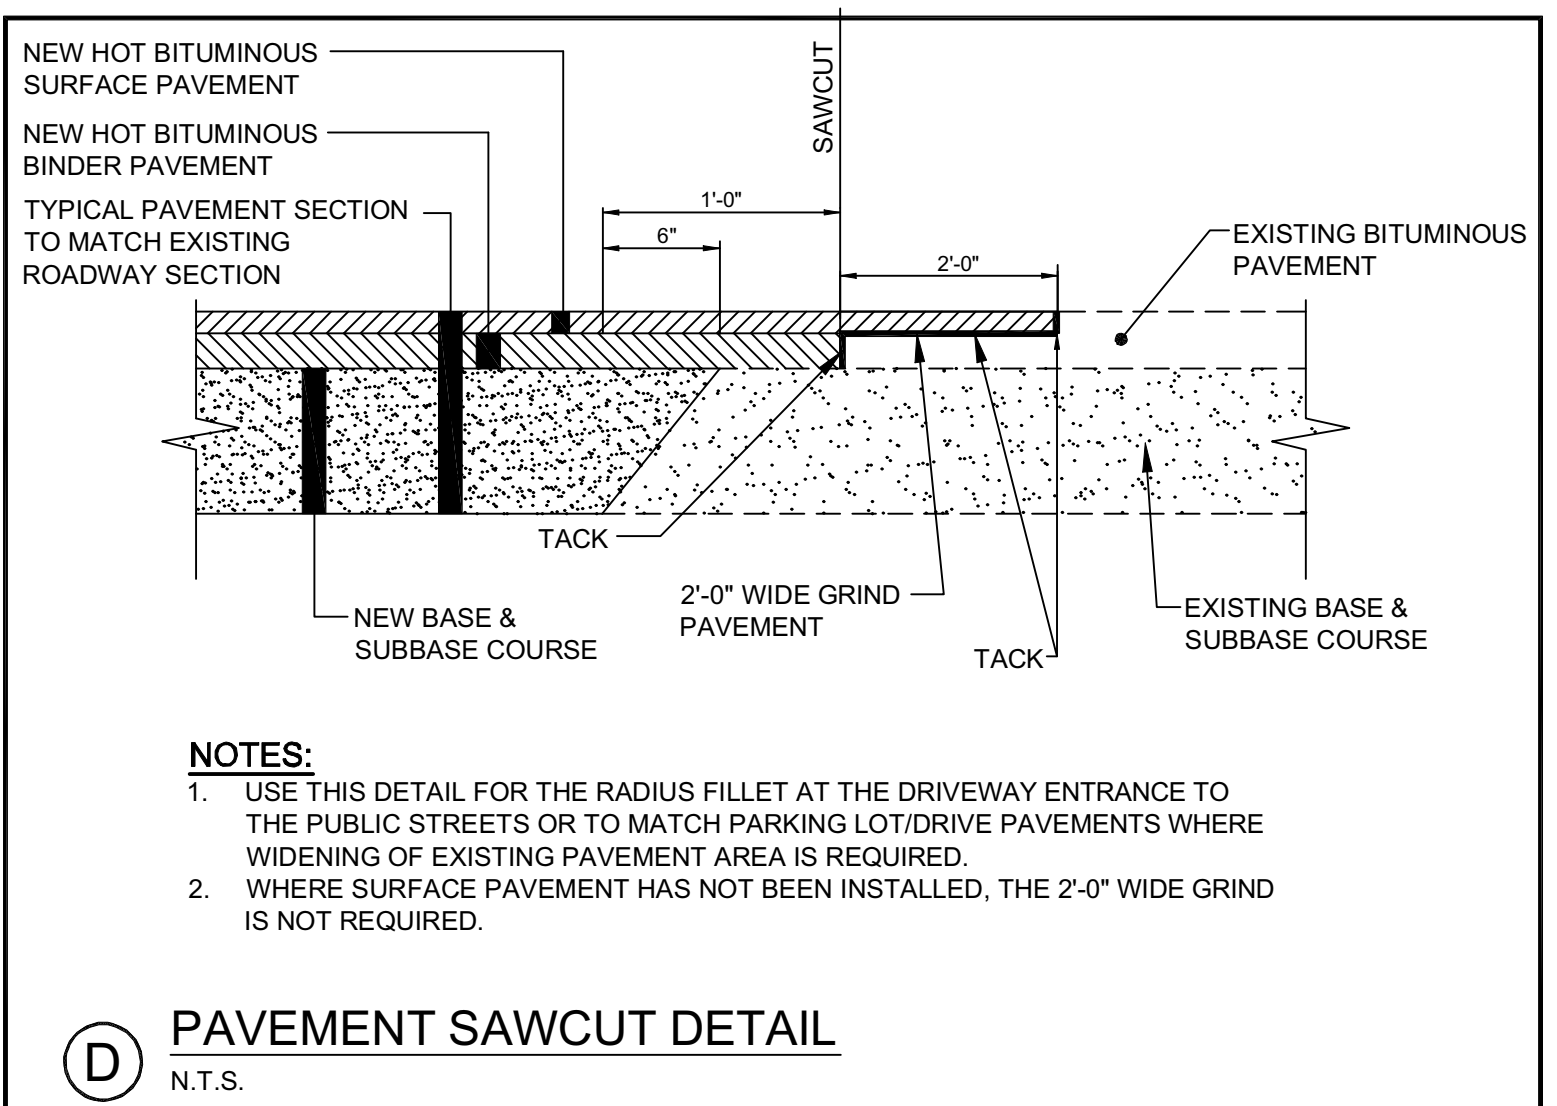 NEW HOT BITUMINOUS
SURFACE PAVEMENT
NEW HOT BITUMINOUS
BINDER PAVEMENT
TYPICAL PAVEMENT SECTION
TO MATCH EXISTING
ROADWAY SECTION
SAWCUT
1'-0"
6"
2'-0"
EXISTING BITUMINOUS
PAVEMENT
TACK
2'-0" WIDE GRIND
PAVEMENT
TACK
NEW BASE &
SUBBASE COURSE
EXISTING BASE &
SUBBASE COURSE
NOTES:
1. USE THIS DETAIL FOR THE RADIUS FILLET AT THE DRIVEWAY ENTRANCE TO
THE PUBLIC STREETS OR TO MATCH PARKING LOT/DRIVE PAVEMENTS WHERE
WIDENING OF EXISTING PAVEMENT AREA IS REQUIRED.
2. WHERE SURFACE PAVEMENT HAS NOT BEEN INSTALLED, THE 2'-0" WIDE GRIND
IS NOT REQUIRED.
D
PAVEMENT SAWCUT DETAIL
N.T.S.